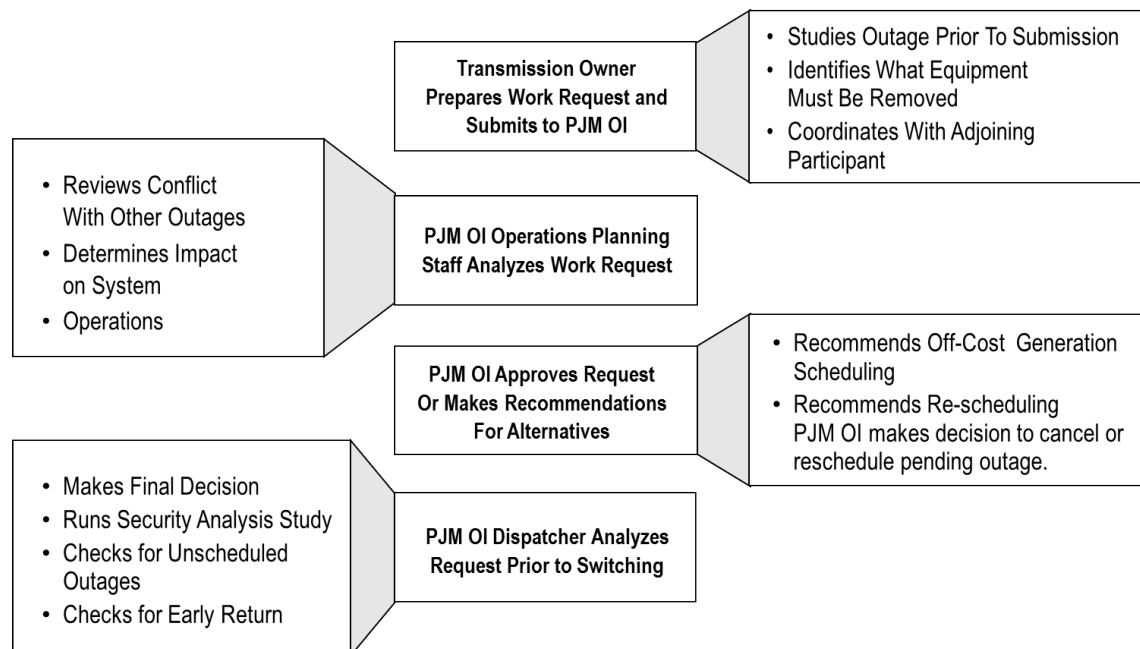 Transmission Owner
Prepares Work Request and
Submits to PJM OI
• Studies Outage Prior To Submission
• Identifies What Equipment
Must Be Removed
• Coordinates With Adjoining
Participant
• Reviews Conflict
With Other Outages
• Determines Impact
on System
• Operations
PJM OI Operations Planning
Staff Analyzes Work Request
PJM OI Approves Request
Or Makes Recommendations
For Alternatives
• Recommends Off-Cost Generation
Scheduling
• Recommends Re-scheduling
PJM OI makes decision to cancel or
reschedule pending outage.
• Makes Final Decision
• Runs Security Analysis Study
• Checks for Unscheduled
Outages
• Checks for Early Return
PJM OI Dispatcher Analyzes
Request Prior to Switching